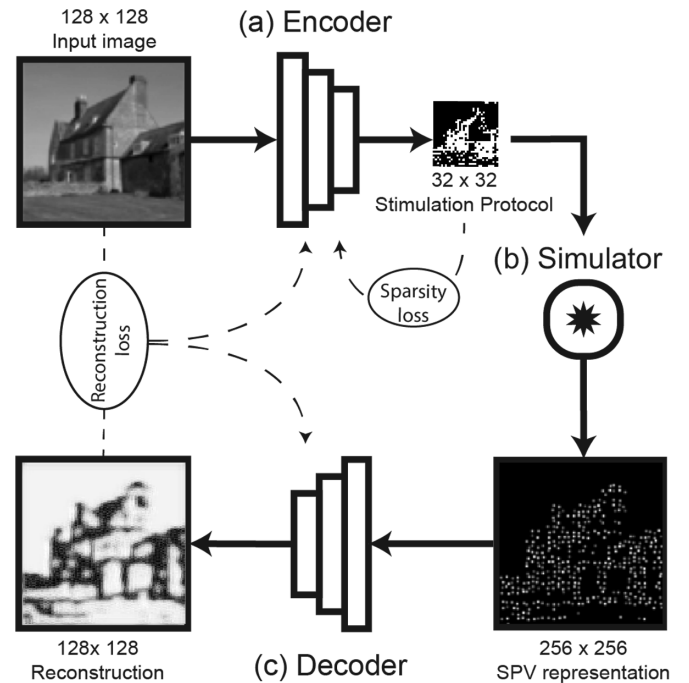 128 x 128
Input image
(a) Encoder
32 x 32
Stimulation Protocol
(b) Simulator
Sparsity
loss
Reconstruction
loss
128x 128
Reconstruction
(c) Decoder
256 x 256
SPV representation